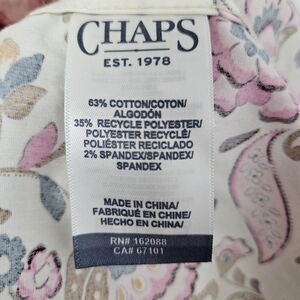 CHAPS
EST. 1978
63% COTTON/COTON/
ALGODÓN
35% RECYCLE POLYESTER/
POLYESTER RECYCLÉ/
POLIÉSTER RECICLADO
2% SPANDEX/SPANDEX/
SPANDEX
MADE IN CHINA/
FABRIQUÉ EN CHINE/
HECHO EN CHINA/
RN# 162088
CA# 67101